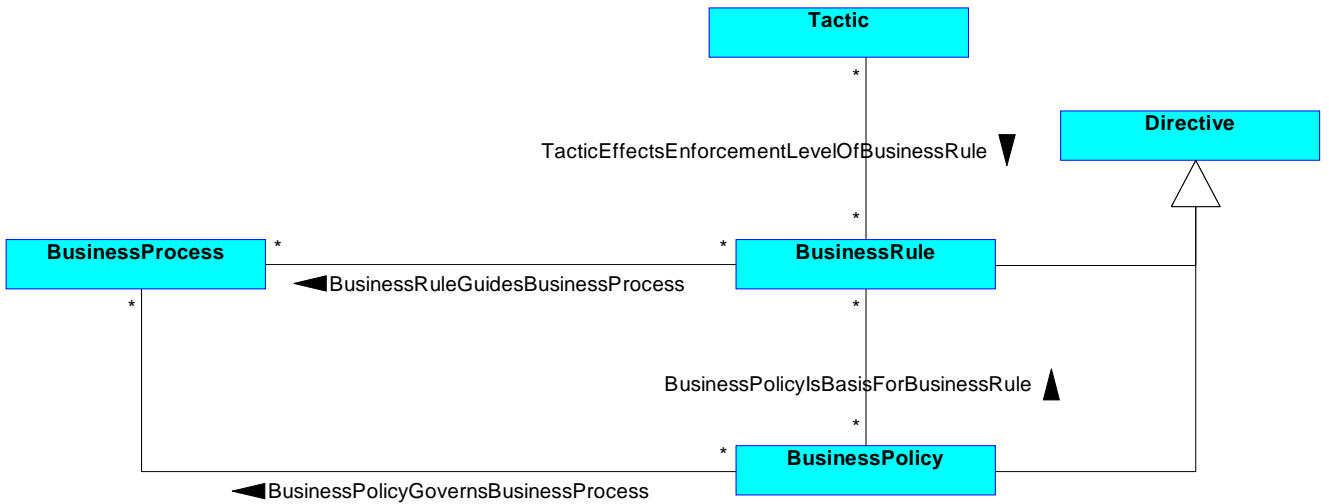 Tactic
*
Directive
TacticEffectsEnforcementLevelOfBusinessRule
*
BusinessProcess
*
*
BusinessRule
BusinessRuleGuidesBusinessProcess
*
*
BusinessPolicyIsBasisForBusinessRule
*
*
BusinessPolicy
BusinessPolicyGovernsBusinessProcess